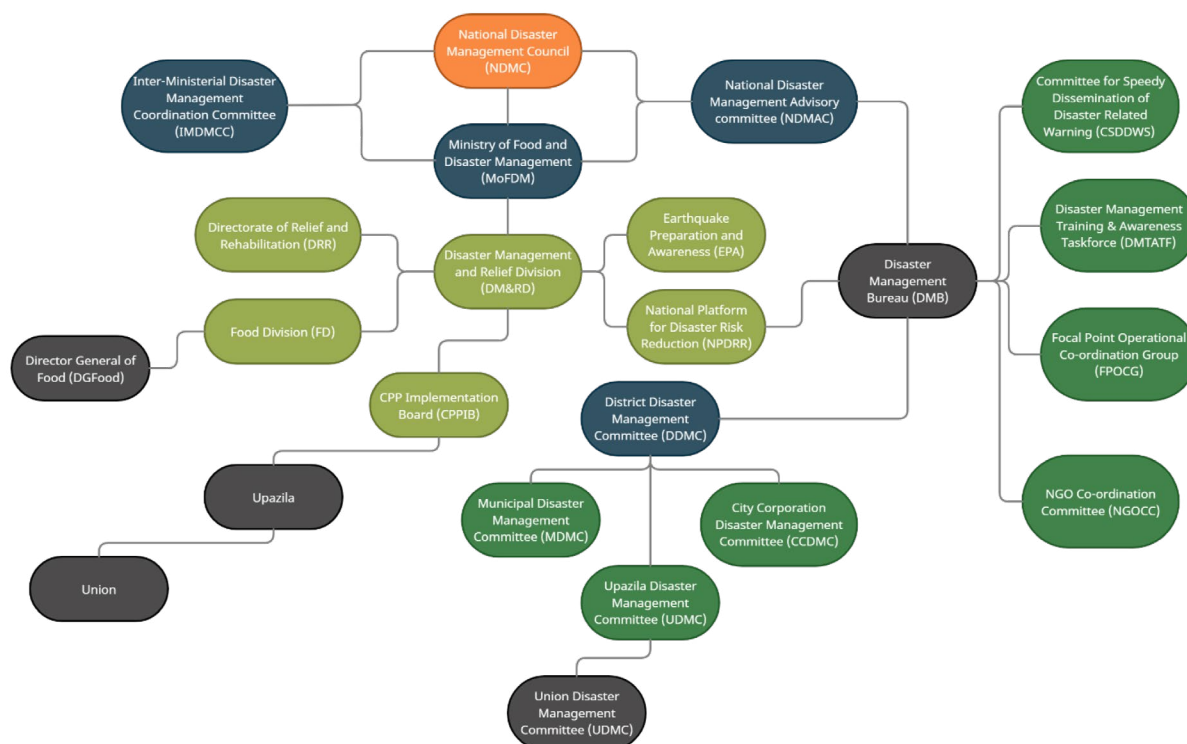 National Disaster
Management Council
(NDMC)
Inter-Ministerial Disaster
Management
Coordination Committee
(IMDMCC)
National Disaster
Management Advisory
committee (NDMAC)
Committee for Speedy
Dissemination of
Disaster Related
Warning (CSDDWS)
Ministry of Food and
Disaster Management
(MoFDM)
Directorate of Relief and
Rehabilitation (DRR)
Earthquake
Preparation and
Awareness (EPA)
Disaster Management
Training & Awareness
Taskforce (DMTATF)
Disaster Management
and Relief Division
(DM&RD)
Disaster
Management
Bureau (DMB)
Food Division (FD)
National Platform
for Disaster Risk
Reduction (NPDRR)
Director General of
Food (DGFood)
Focal Point Operational
Co-ordination Group
(FPOCG)
CPP Implementation
Board (CPPIB)
District Disaster
Management
Committee (DDMC)
Upazila
Municipal Disaster
Management
Committee (MDMC)
City Corporation
Disaster Management
Committee (CCDMC)
NGO Co-ordination
Committee (NGOCC)
Union
Upazila Disaster
Management
Committee (UDMC)
Union Disaster
Management
Committee (UDMC)